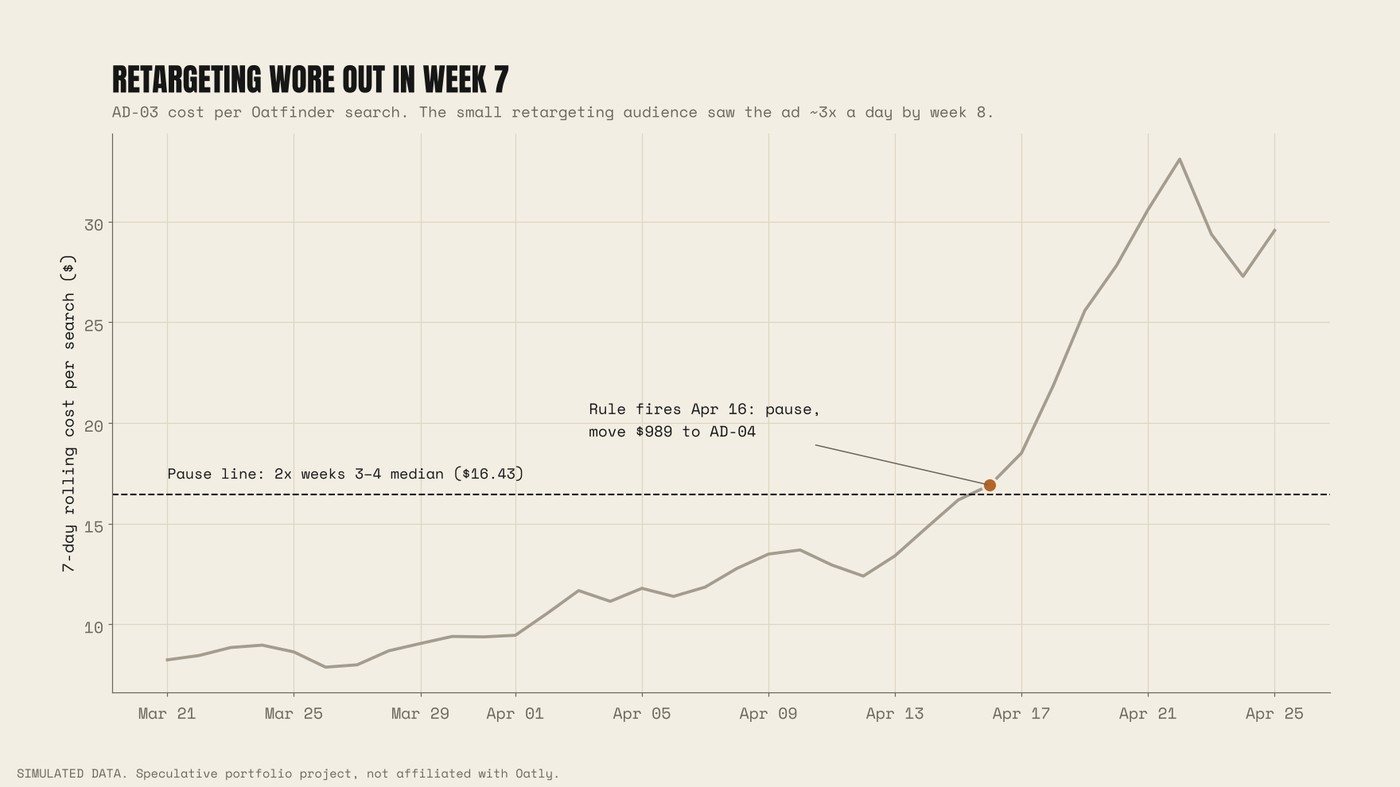 RETARGETING WORE OUT IN WEEK 7
AD-03 cost per Oatfinder search. The small retargeting audience saw the ad ~3x a day by week 8.
7-day rolling cost per search ($)
30
25
20
15
10
Rule fires Apr 16: pause,
move $989 to AD-04
Pause line: 2x weeks 3–4 median ($16.43)
Mar 21
Mar 25
Mar 29
Apr 01
Apr 05
Apr 09
Apr 13
Apr 17
Apr 21
Apr 25
SIMULATED DATA. Speculative portfolio project, not affiliated with Oatly.